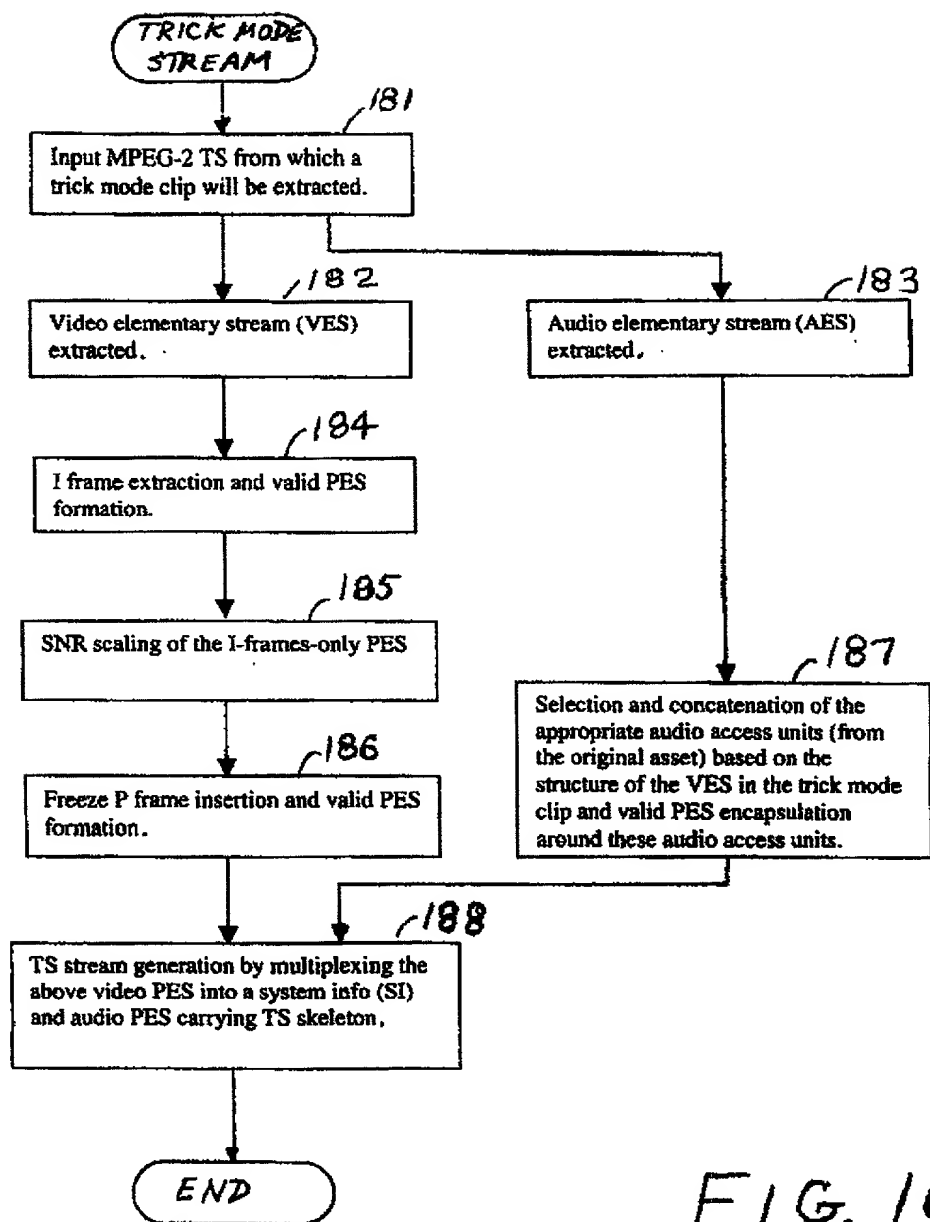 TRICK MODE
STREAM
181
Input MPEG-2 TS from which a
trick mode clip will be extracted.
182
Video elementary stream (VES)
extracted.
183
Audio elementary stream (AES)
extracted.
184
I frame extraction and valid PES
formation.
185
SNR scaling of the I-frames-only PES
186
Freeze P frame insertion and valid PES
formation.
187
Selection and concatenation of the
appropriate audio access units (from
the original asset) based on the
structure of the VES in the trick mode
clip and valid PES encapsulation
around these audio access units.
188
TS stream generation by multiplexing the
above video PES into a system info (SI)
and audio PES carrying TS skeleton.
END
FIG.